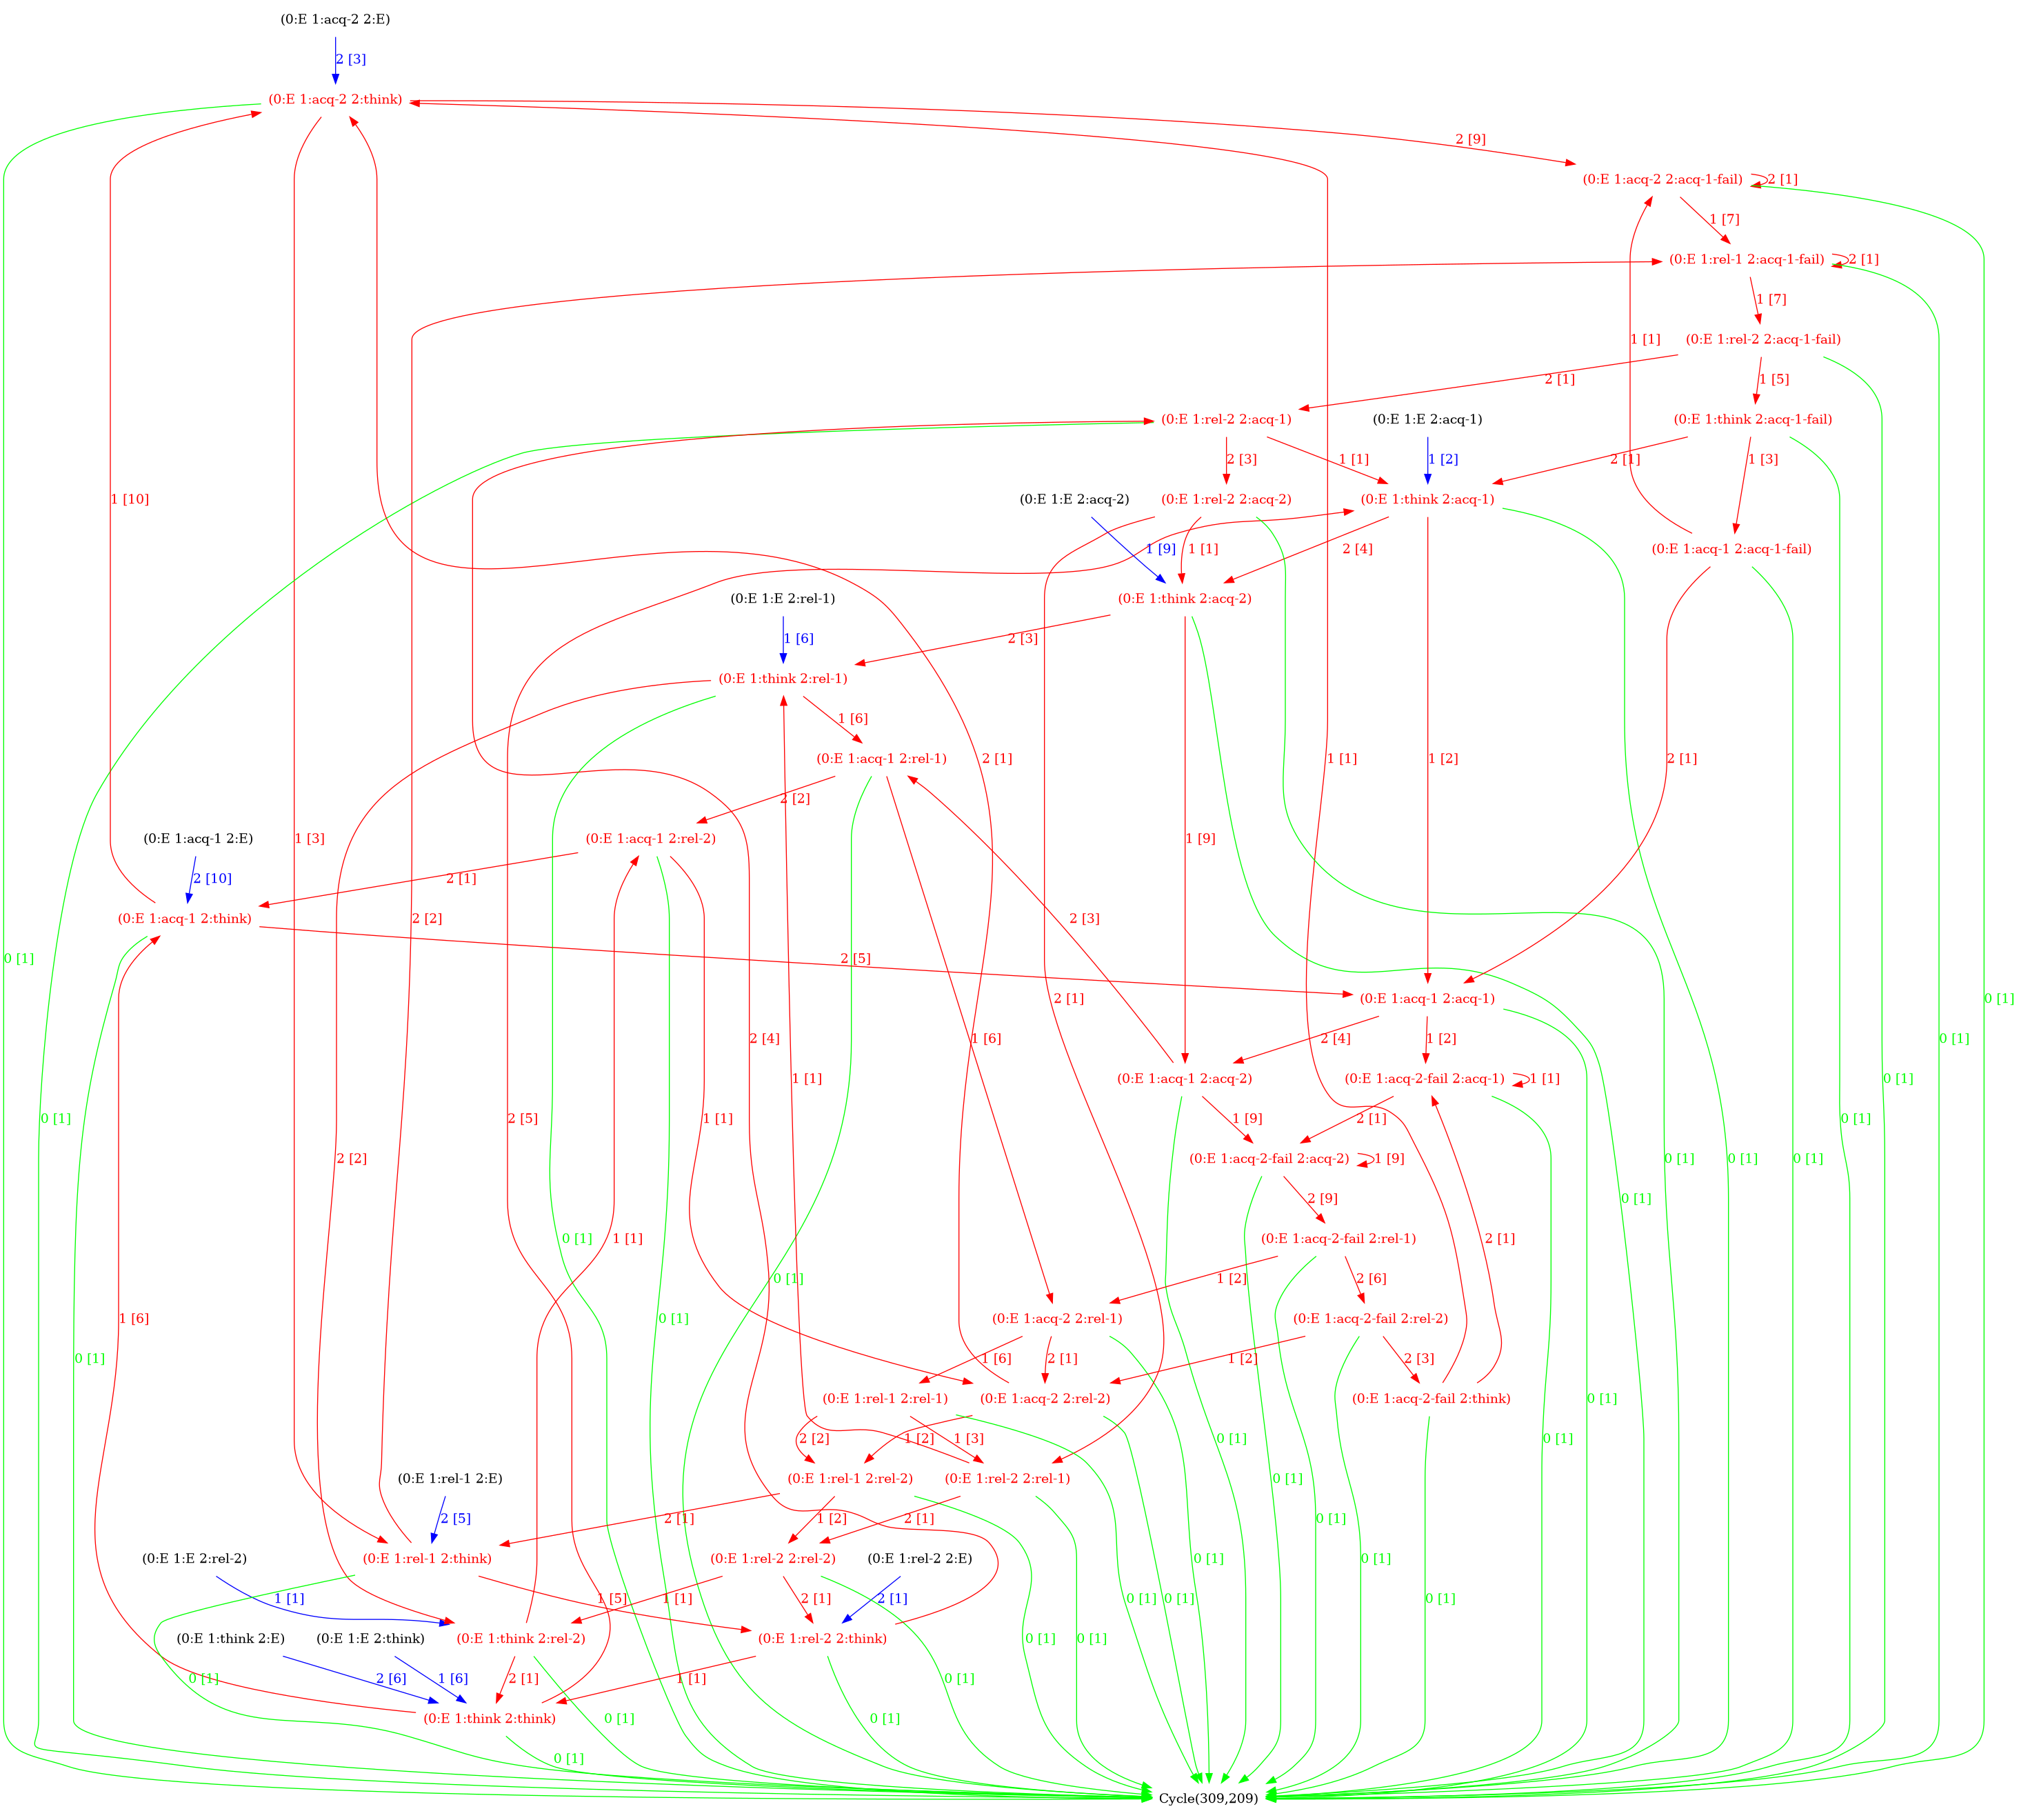 (0:E 1:acq-2 2:E)
2 [3]
(0:E 1:acq-2 2:think)
2 [9]
(0:E 1:acq-2 2:acq-1-fail)
2 [1]
1 [7]
(0:E 1:rel-1 2:acq-1-fail)
2 [1]
1 [7]
(0:E 1:rel-2 2:acq-1-fail)
2 [1]
1 [5]
(0:E 1:rel-2 2:acq-1)
(0:E 1:E 2:acq-1)
(0:E 1:think 2:acq-1-fail)
1 [1]
2 [3]
1 [1]
1 [2]
2 [1]
1 [3]
1 [10]
(0:E 1:E 2:acq-2)
(0:E 1:rel-2 2:acq-2)
(0:E 1:think 2:acq-1)
(0:E 1:acq-1 2:acq-1-fail)
1 [9]
1 [1]
2 [4]
(0:E 1:E 2:rel-1)
(0:E 1:think 2:acq-2)
1 [6]
2 [3]
(0:E 1:think 2:rel-1)
1 [6]
2 [1]
1 [1]
1 [2]
2 [1]
(0:E 1:acq-1 2:rel-1)
2 [2]
(0:E 1:acq-1 2:E)
(0:E 1:acq-1 2:rel-2)
1 [3]
1 [9]
2 [10]
2 [1]
(0:E 1:acq-1 2:think)
2 [2]
2 [3]
0 [1]
2 [5]
2 [1]
(0:E 1:acq-1 2:acq-1)
0 [1]
2 [4]
1 [6]
2 [4]
1 [2]
(0:E 1:acq-1 2:acq-2)
(0:E 1:acq-2-fail 2:acq-1)
1 [1]
1 [1]
0 [1]
0 [1]
2 [5]
1 [1]
1 [9]
2 [1]
0 [1]
2 [2]
(0:E 1:acq-2-fail 2:acq-2)
1 [9]
0 [1]
0 [1]
0 [1]
2 [9]
0 [1]
1 [1]
0 [1]
(0:E 1:acq-2-fail 2:rel-1)
2 [1]
0 [1]
1 [2]
2 [6]
0 [1]
1 [6]
0 [1]
(0:E 1:acq-2 2:rel-1)
(0:E 1:acq-2-fail 2:rel-2)
0 [1]
1 [6]
2 [1]
1 [2]
2 [3]
(0:E 1:rel-1 2:rel-1)
(0:E 1:acq-2 2:rel-2)
(0:E 1:acq-2-fail 2:think)
0 [1]
2 [2]
1 [3]
1 [2]
0 [1]
0 [1]
0 [1]
(0:E 1:rel-1 2:E)
(0:E 1:rel-1 2:rel-2)
(0:E 1:rel-2 2:rel-1)
2 [5]
2 [1]
1 [2]
2 [1]
0 [1]
(0:E 1:E 2:rel-2)
(0:E 1:rel-1 2:think)
(0:E 1:rel-2 2:rel-2)
(0:E 1:rel-2 2:E)
0 [1]
0 [1]
1 [1]
1 [5]
1 [1]
2 [1]
2 [1]
0 [1]
0 [1]
0 [1]
(0:E 1:think 2:E)
(0:E 1:E 2:think)
(0:E 1:think 2:rel-2)
(0:E 1:rel-2 2:think)
0 [1]
0 [1]
0 [1]
2 [6]
1 [6]
2 [1]
1 [1]
0 [1]
(0:E 1:think 2:think)
0 [1]
0 [1]
0 [1]
Cycle(309,209)